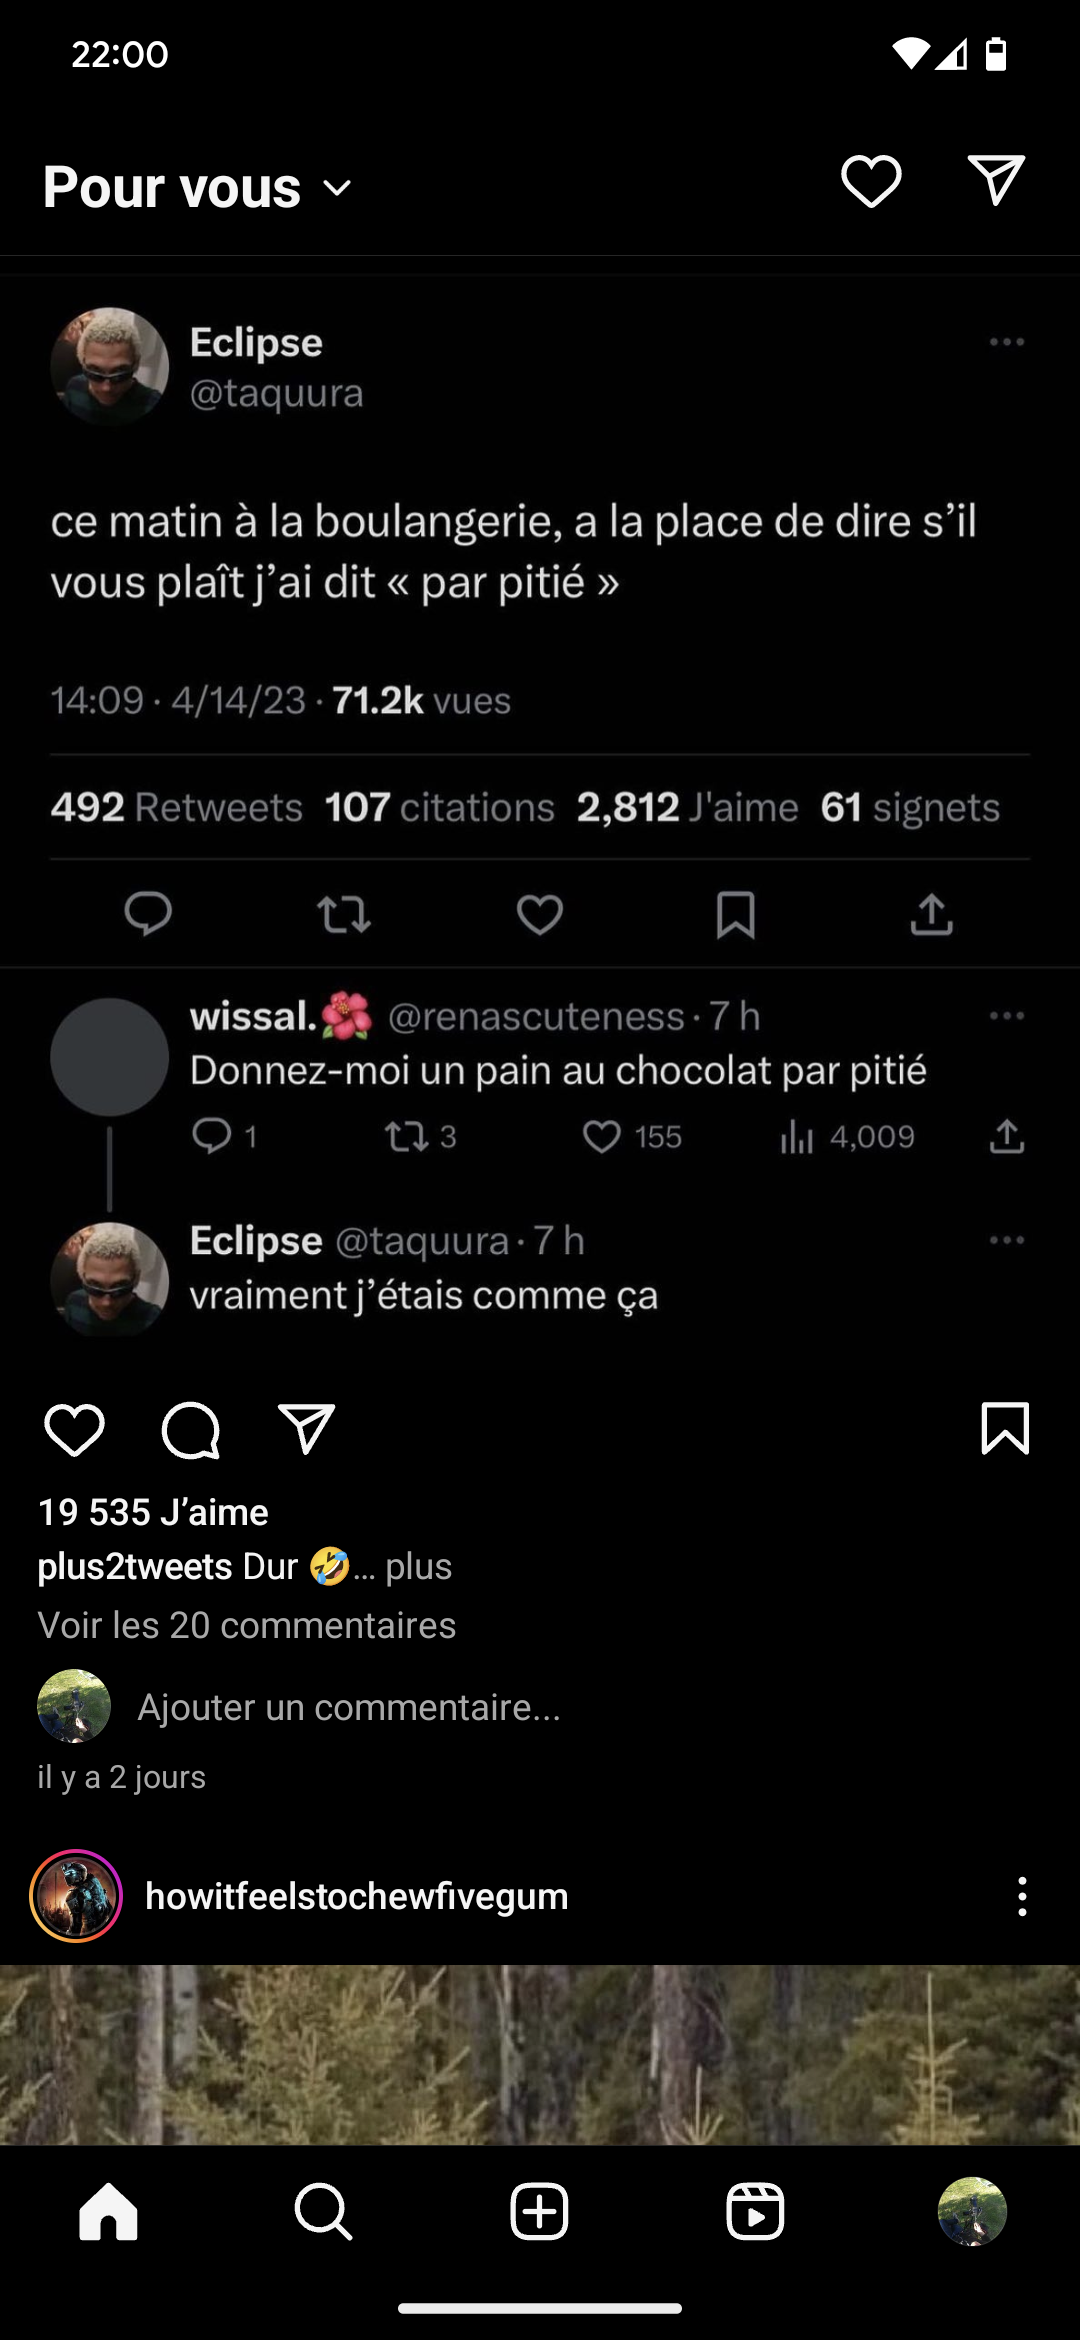 22:00
Pour vous
Eclipse
@taquura
ce matin à la boulangerie, a la place de dire s’il
vous plaît j’ai dit « par pitié »
14:09 · 4/14/23 · 71.2k vues
492 Retweets 107 citations 2,812 J'aime 61 signets
wissal.🌺 @renascuteness · 7 h
Donnez-moi un pain au chocolat par pitié
1 3 155 4,009
Eclipse @taquura · 7 h
vraiment j’étais comme ça
19 535 J’aime
plus2tweets Dur 🤣... plus
Voir les 20 commentaires
Ajouter un commentaire...
il y a 2 jours
howitfeelstochewfivegum